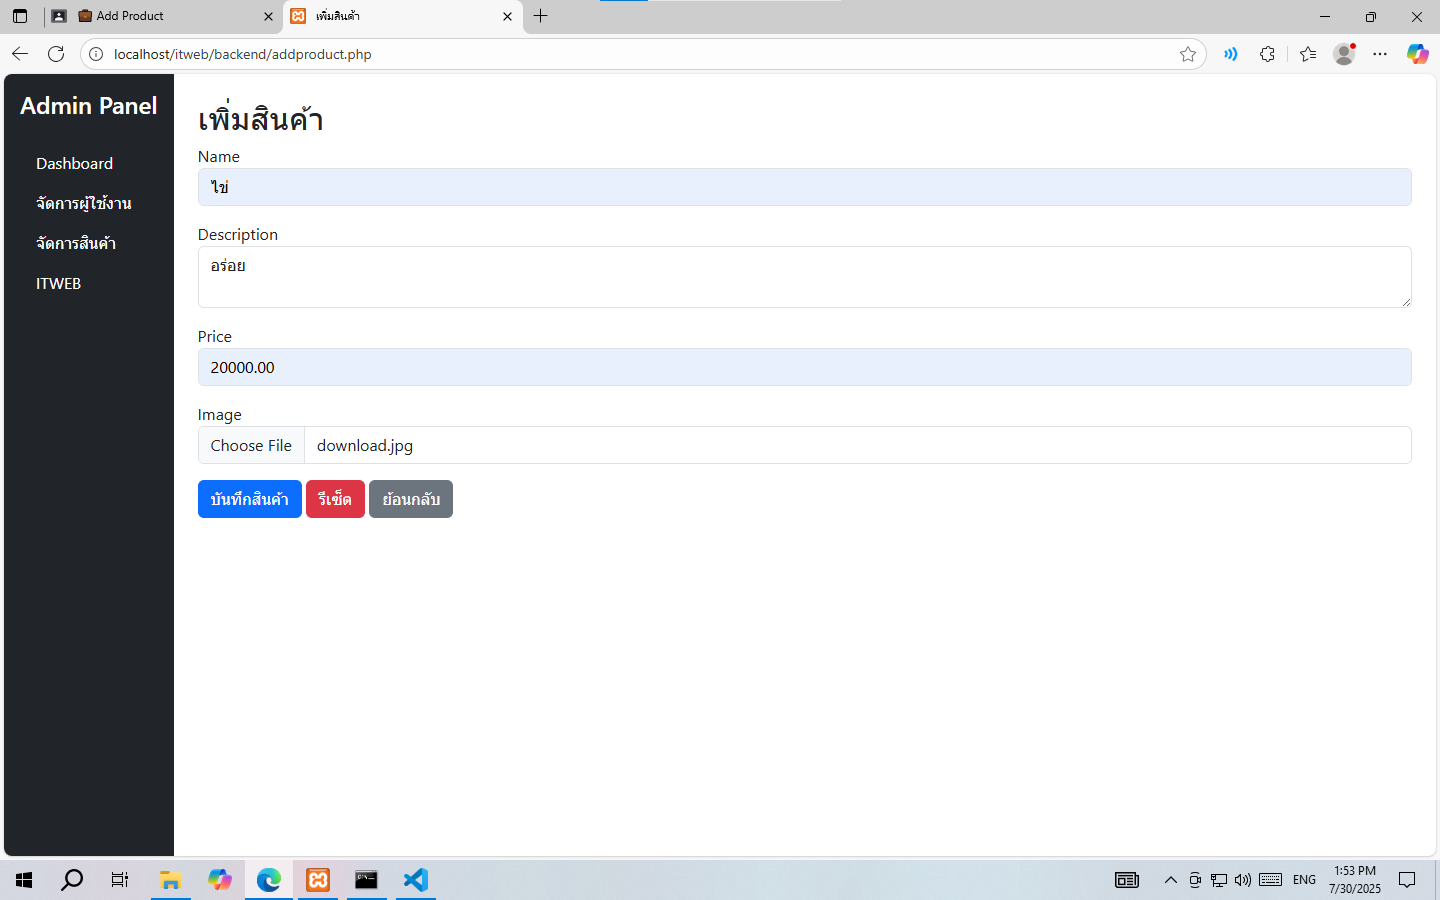 Add Product
เพิ่มสินค้า
localhost/itweb/backend/addproduct.php
Admin Panel
Dashboard
จัดการผู้ใช้งาน
จัดการสินค้า
ITWEB
เพิ่มสินค้า
Name
ไข่
Description
อร่อย
Price
20000.00
Image
Choose File download.jpg
บันทึกสินค้า รีเซ็ต ย้อนกลับ
ENG
1:53 PM
7/30/2025